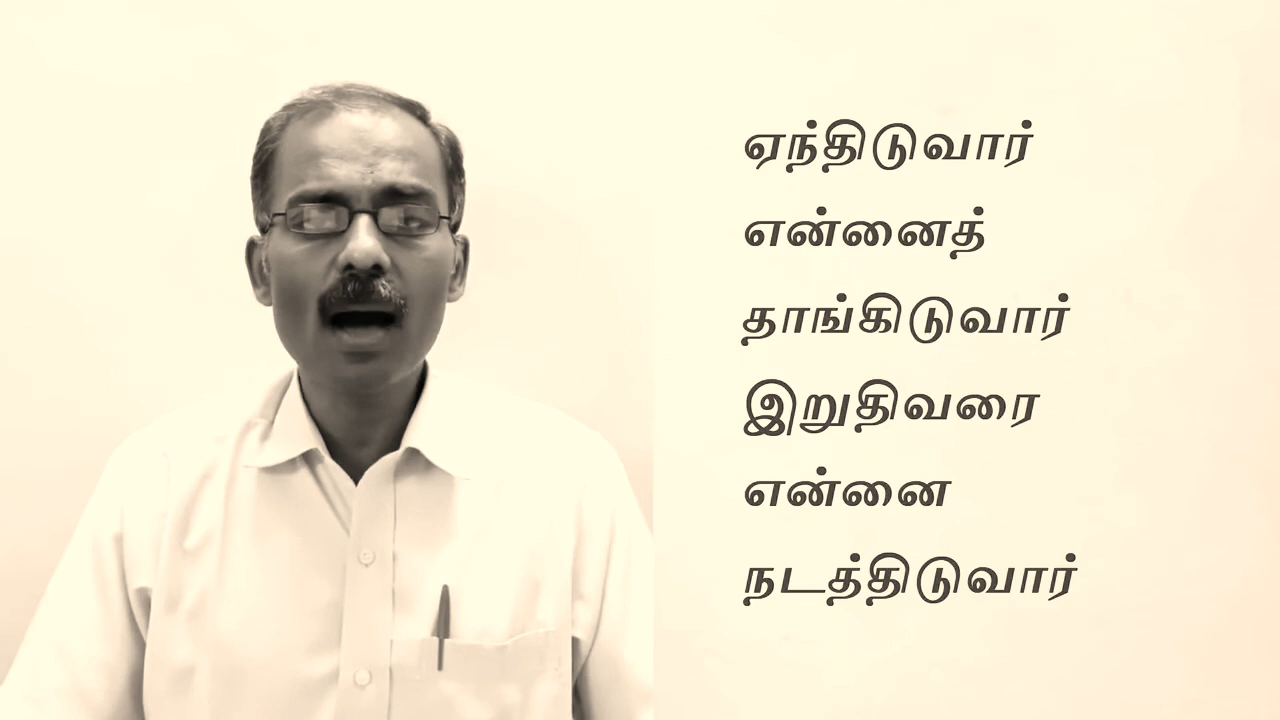 ஏந்திடுவார்
என்னைத்
தாங்கிடுவார்
இறுதிவரை
என்னை
நடத்திடுவார்